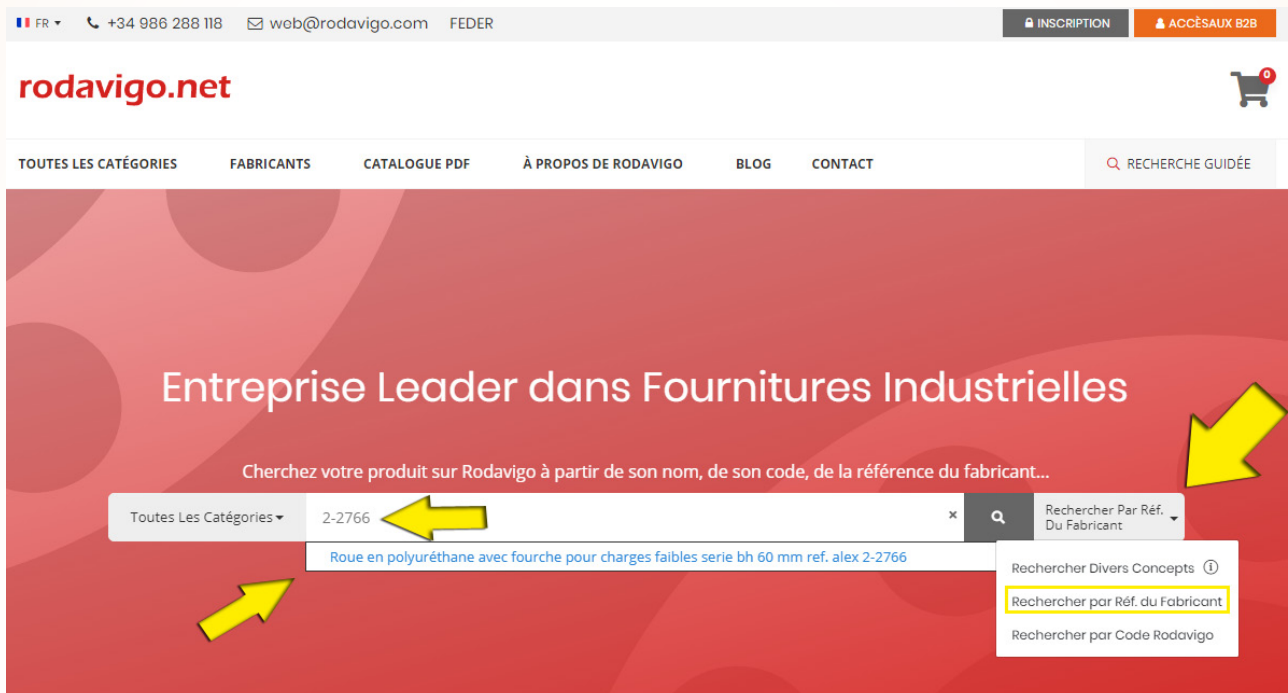 FR +34 986 288 118 web@rodavigo.com FEDER INSCRIPTION ACCÈSAUX B2B
rodavigo.net
0
TOUTES LES CATÉGORIES FABRICANTS CATALOGUE PDF À PROPOS DE RODAVIGO BLOG CONTACT RECHERCHE GUIDÉE
Entreprise Leader dans Fournitures Industrielles
Cherchez votre produit sur Rodavigo à partir de son nom, de son code, de la référence du fabricant...
Toutes Les Catégories 2-2766 × Rechercher Par Réf.
Du Fabricant
Roue en polyuréthane avec fourche pour charges faibles serie bh 60 mm ref. alex 2-2766
Rechercher Divers Concepts
Rechercher par Réf. du Fabricant
Rechercher par Code Rodavigo